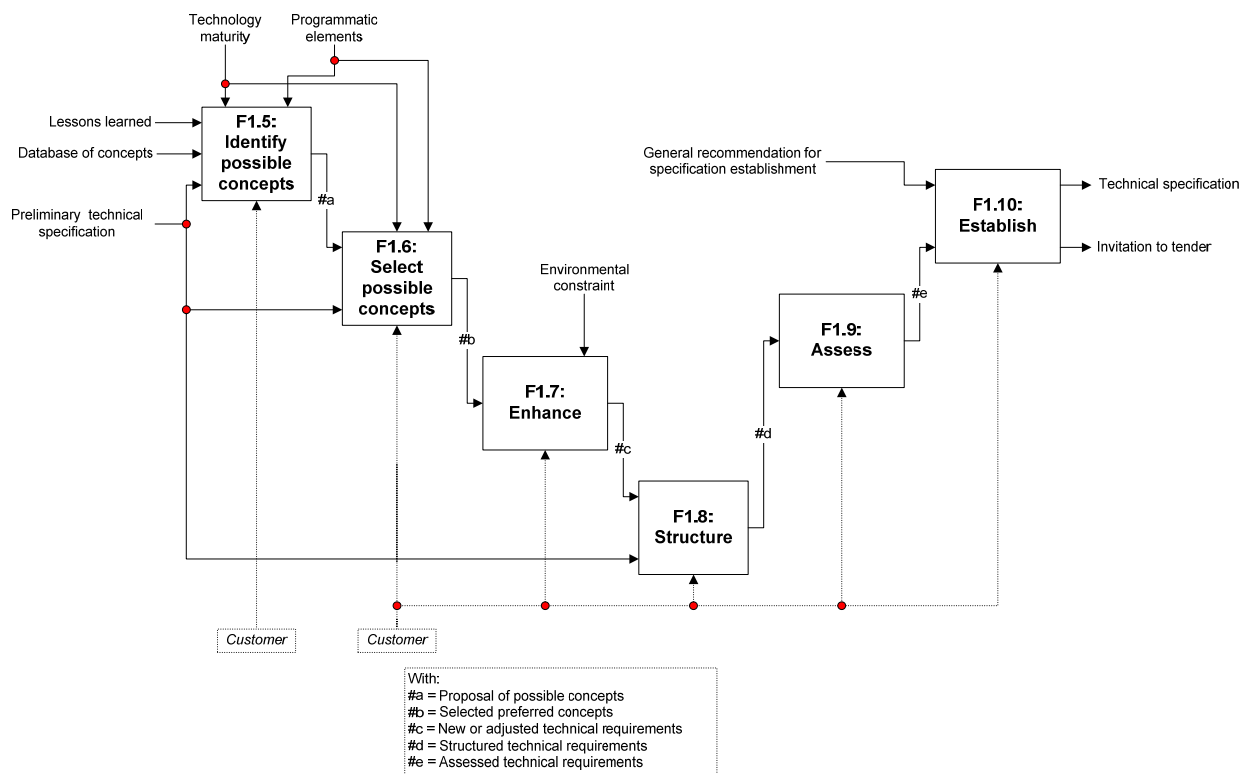 Technology
maturity
Programmatic
elements
Lessons learned
Database of concepts
Preliminary technical
specification
F1.5:
Identify
possible
concepts
#a
F1.6:
Select
possible
concepts
#b
Environmental
constraint
F1.7:
Enhance
#c
F1.8:
Structure
#d
F1.9:
Assess
#e
General recommendation for
specification establishment
F1.10:
Establish
Technical specification
Invitation to tender
Customer
Customer
With:
#a = Proposal of possible concepts
#b = Selected preferred concepts
#c = New or adjusted technical requirements
#d = Structured technical requirements
#e = Assessed technical requirements